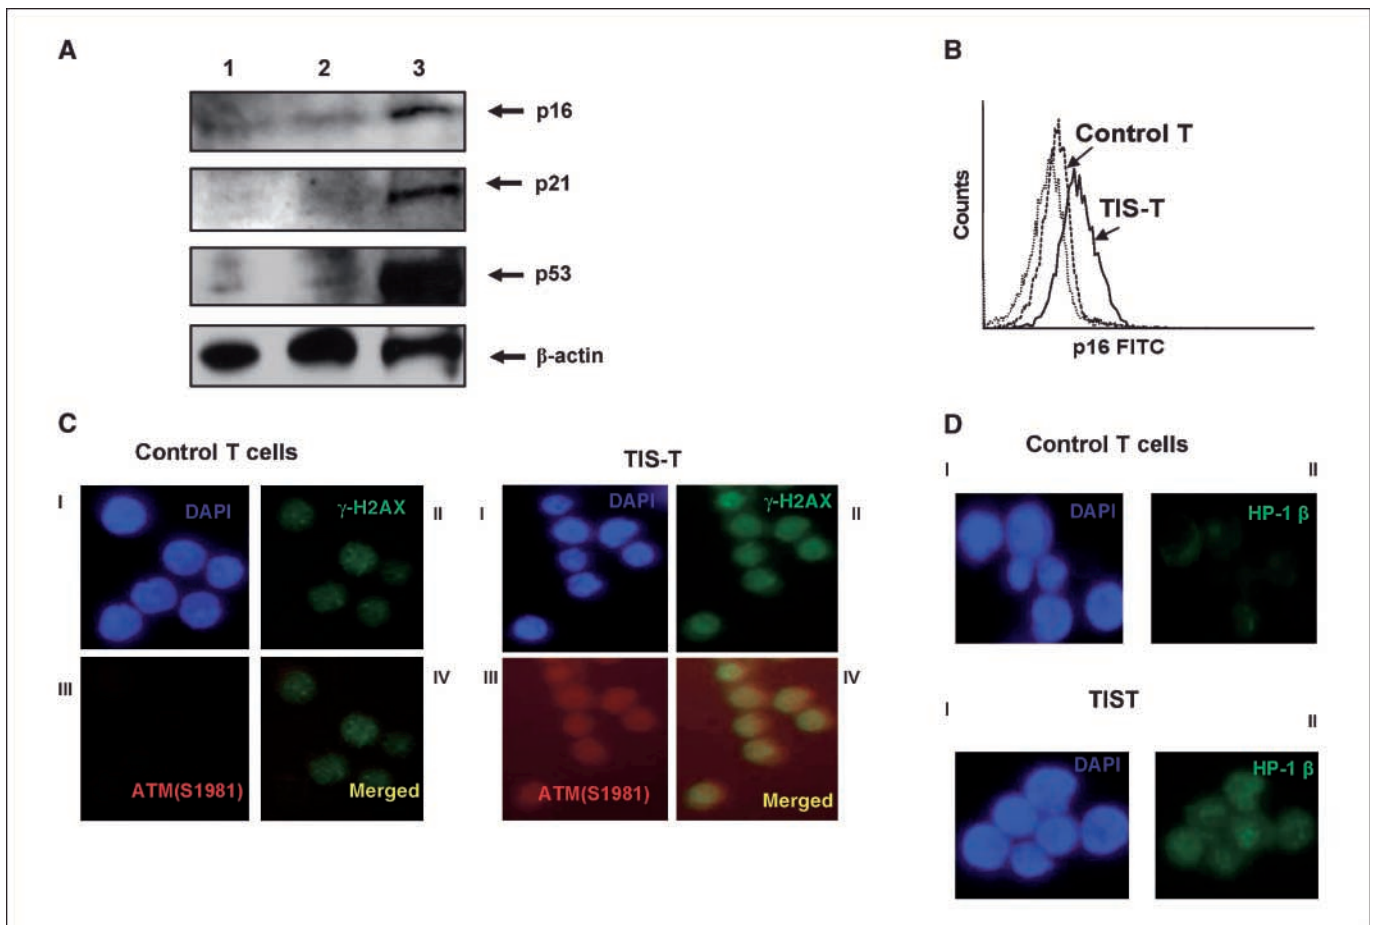 A
1 2 3
p16
p21
p53
β-actin
B
Control T
TIS-T
Counts
p16 FITC
C
Control T cells
I
DAPI
γ-H2AX
II
III
ATM(S1981)
Merged
IV
TIS-T
I
DAPI
γ-H2AX
II
III
ATM(S1981)
Merged
IV
D
Control T cells
I
II
DAPI
HP-1 β
TIST
I
II
DAPI
HP-1 β